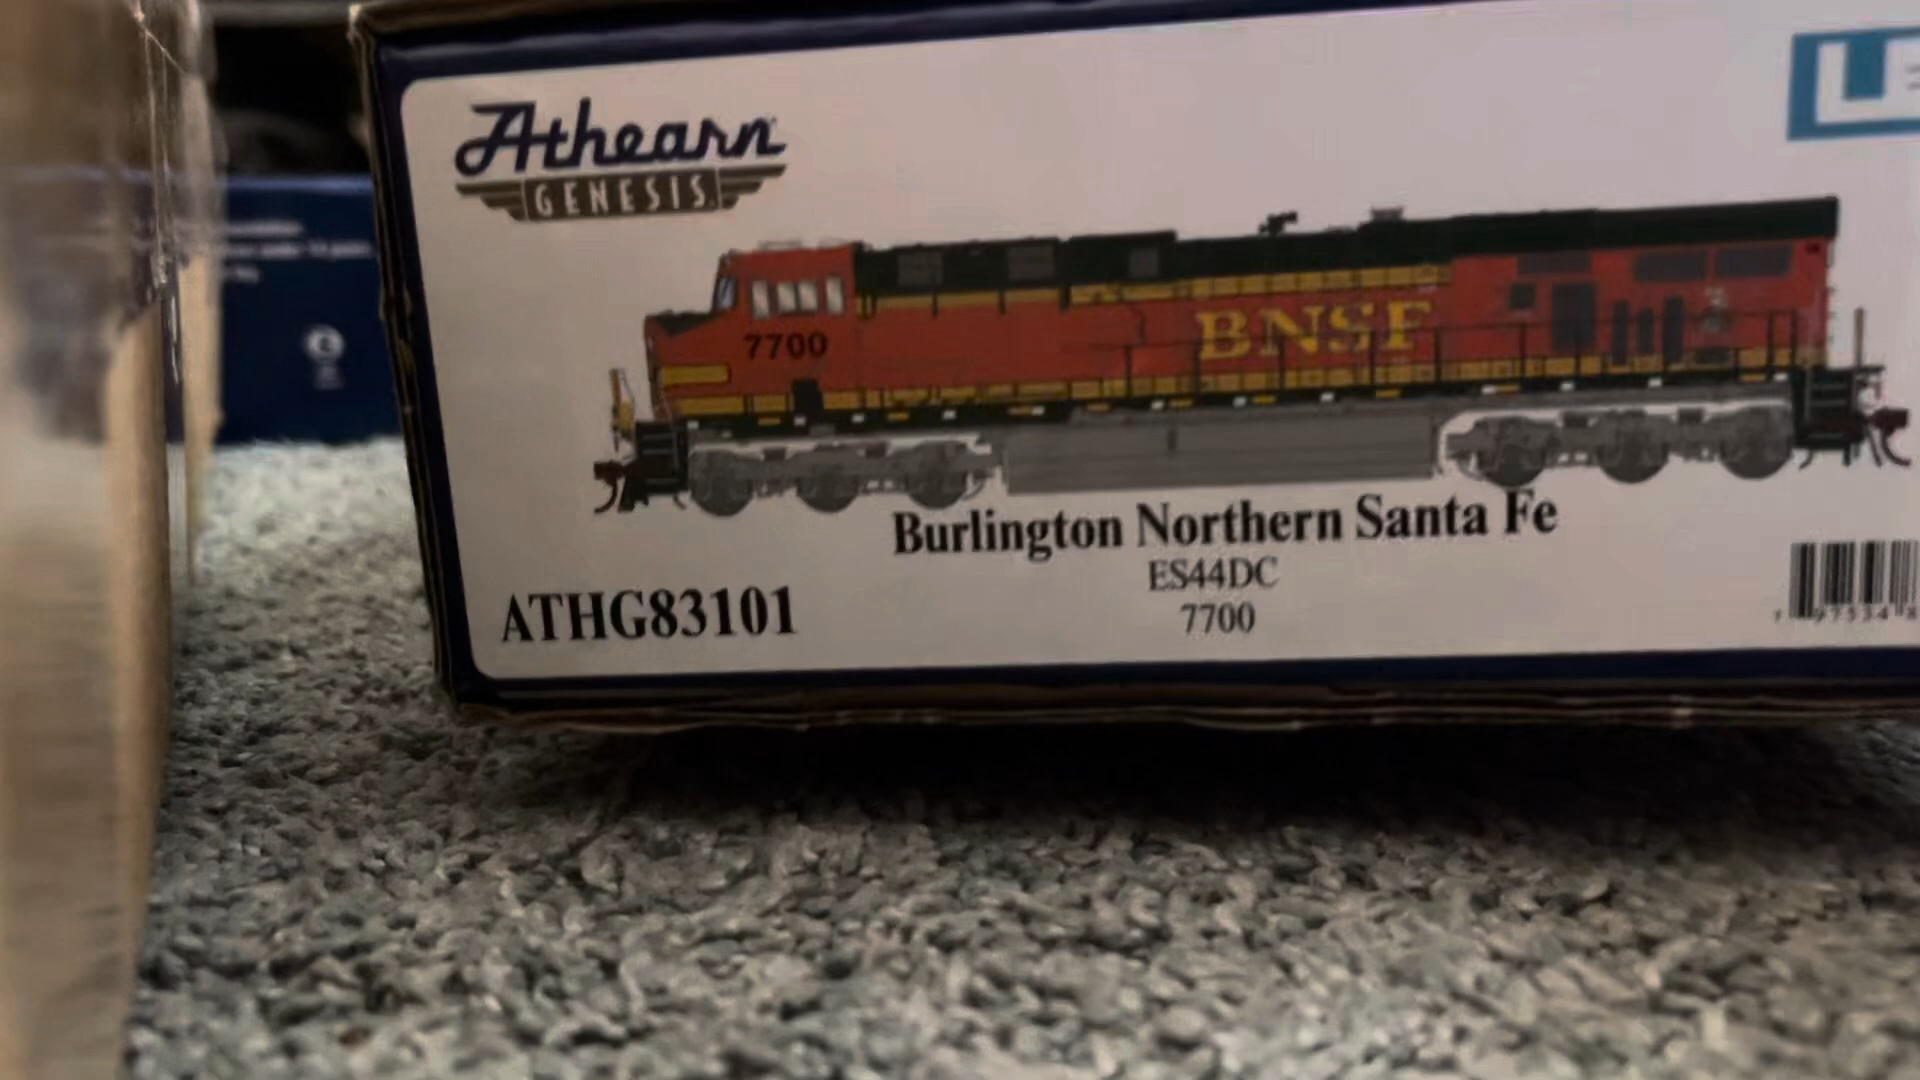 Athearn
GENESIS
7700
BNSF
Burlington Northern Santa Fe
ES44DC
7700
ATHG83101